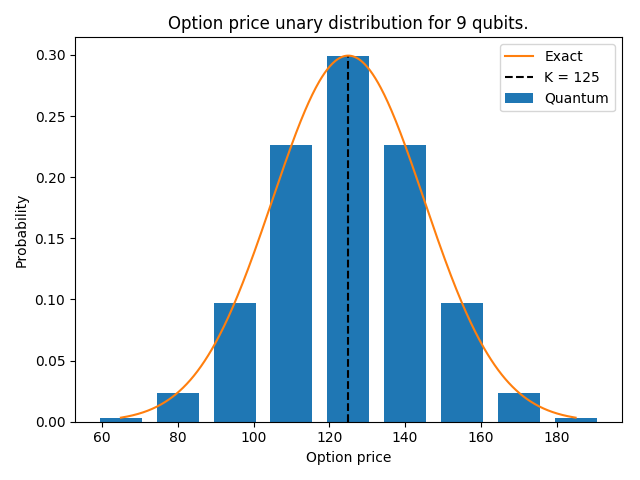 Option price unary distribution for 9 qubits.
Exact
K = 125
Quantum
0.30
0.25
0.20
0.15
0.10
0.05
0.00
Probability
60
80
100
120
140
160
180
Option price